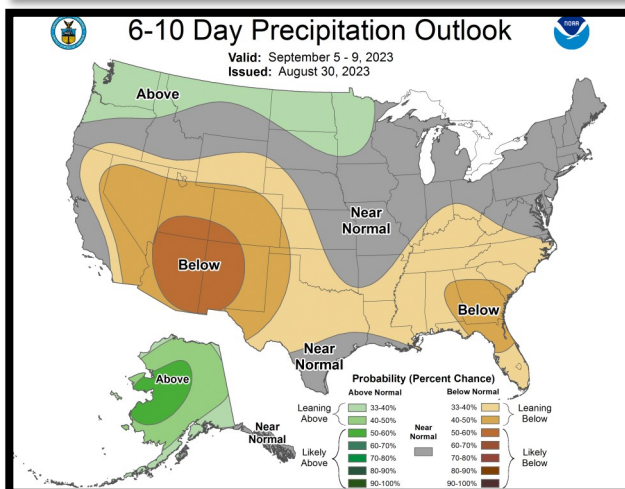 6-10 Day Precipitation Outlook
NOAA
Valid: September 5 - 9, 2023
Issued: August 30, 2023
Above
Near
Normal
Below
Below
Near
Normal
Above
Near
Normal
Probability (Percent Chance)
Above Normal
Below Normal
Leaning
Above
33-40%
40-50%
Likely
Above
50-60%
60-70%
70-80%
80-90%
90-100%
Near
Normal
33-40%
40-50%
Leaning
Below
50-60%
60-70%
70-80%
80-90%
90-100%
Likely
Below